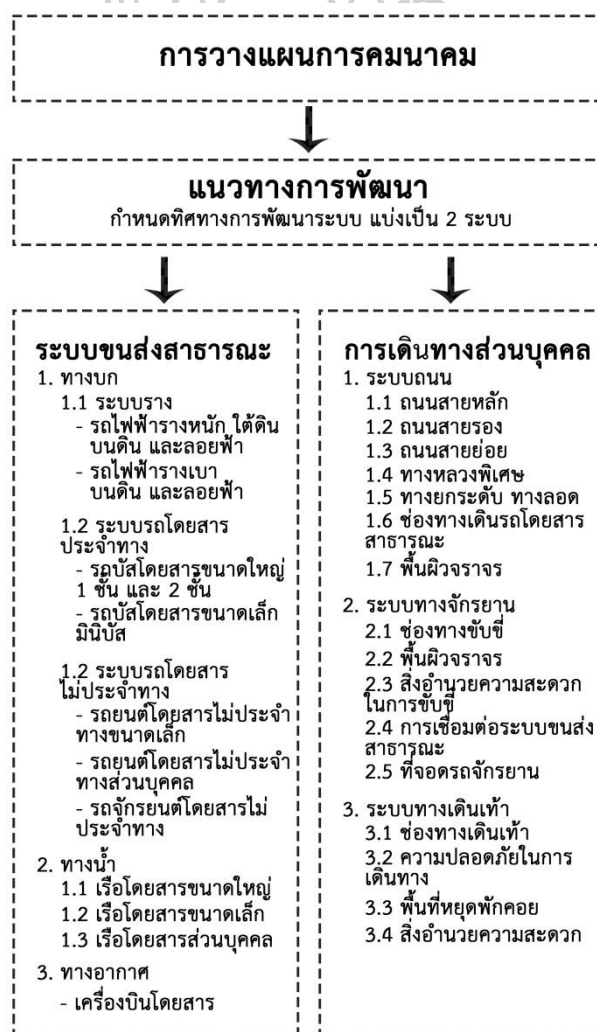 การวางแผนการคมนาคม
แนวทางการพัฒนา
กำหนดทิศทางการพัฒนาระบบ แบ่งเป็น 2 ระบบ
ระบบขนส่งสาธารณะ
1. ทางบก
1.1 ระบบราง
- รถไฟฟ้ารางหนัก ใต้ดิน
บนดิน และลอยฟ้า
- รถไฟฟ้ารางเบา
บนดิน และลอยฟ้า
1.2 ระบบรถโดยสาร
ประจำทาง
- รถบัสโดยสารขนาดใหญ่
1 ชั้น และ 2 ชั้น
- รถบัสโดยสารขนาดเล็ก
มินิบัส
1.2 ระบบรถโดยสาร
ไม่ประจำทาง
- รถยนต์โดยสารไม่ประจำ
ทางขนาดเล็ก
- รถยนต์โดยสารไม่ประจำ
ทางส่วนบุคคล
- รถจักรยนต์โดยสารไม่
ประจำทาง
2. ทางน้ำ
1.1 เรือโดยสารขนาดใหญ่
1.2 เรือโดยสารขนาดเล็ก
1.3 เรือโดยสารส่วนบุคคล
3. ทางอากาศ
- เครื่องบินโดยสาร
การเดินทางส่วนบุคคล
1. ระบบถนน
1.1 ถนนสายหลัก
1.2 ถนนสายรอง
1.3 ถนนสายย่อย
1.4 ทางหลวงพิเศษ
1.5 ทางยกระดับ ทางลอด
1.6 ช่องทางเดินรถโดยสาร
สาธารณะ
1.7 พื้นผิวจราจร
2. ระบบทางจักรยาน
2.1 ช่องทางขับขี่
2.2 พื้นผิวจราจร
2.3 สิ่งอำนวยความสะดวก
ในการขับขี่
2.4 การเชื่อมต่อระบบขนส่ง
สาธารณะ
2.5 ที่จอดรถจักรยาน
3. ระบบทางเดินเท้า
3.1 ช่องทางเดินเท้า
3.2 ความปลอดภัยในการ
เดินทาง
3.3 พื้นที่หยุดพักคอย
3.4 สิ่งอำนวยความสะดวก